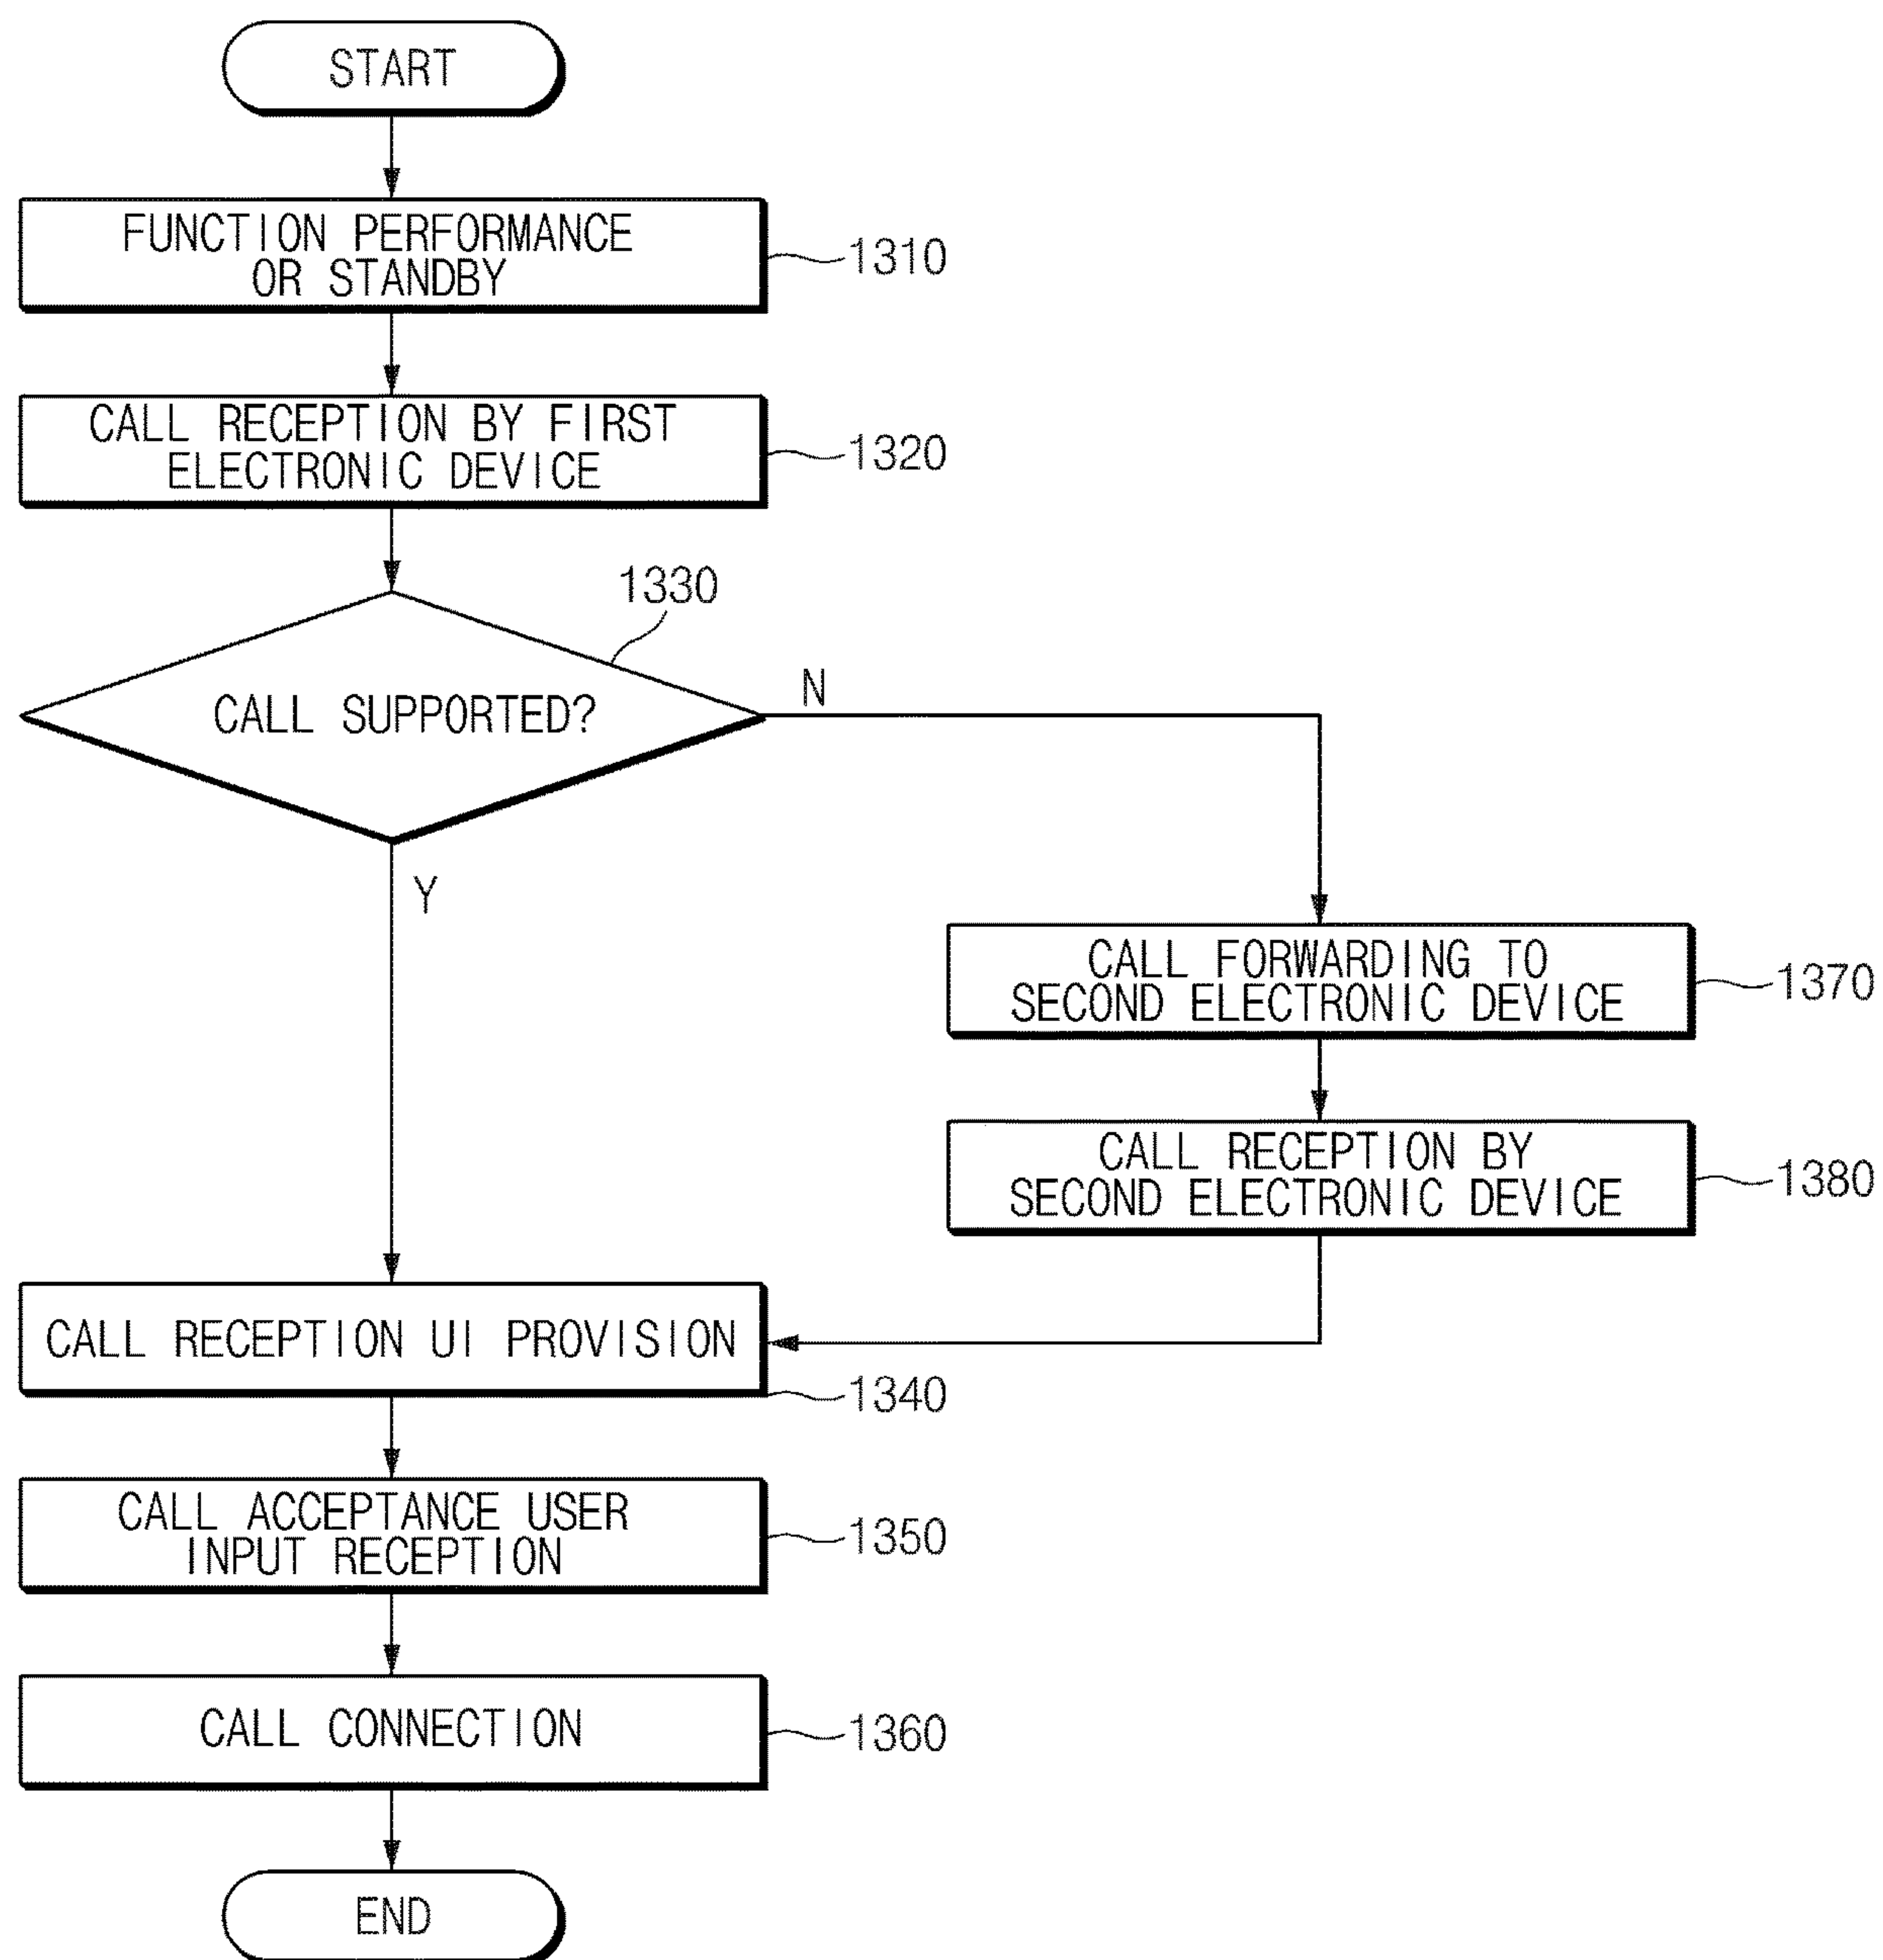 START
FUNCTION PERFORMANCE
OR STANDBY
1310
CALL RECEPTION BY FIRST
ELECTRONIC DEVICE
1320
1330
CALL SUPPORTED?
N
Y
CALL FORWARDING TO
SECOND ELECTRONIC DEVICE
1370
CALL RECEPTION BY
SECOND ELECTRONIC DEVICE
1380
CALL RECEPTION UI PROVISION
1340
CALL ACCEPTANCE USER
INPUT RECEPTION
1350
CALL CONNECTION
1360
END